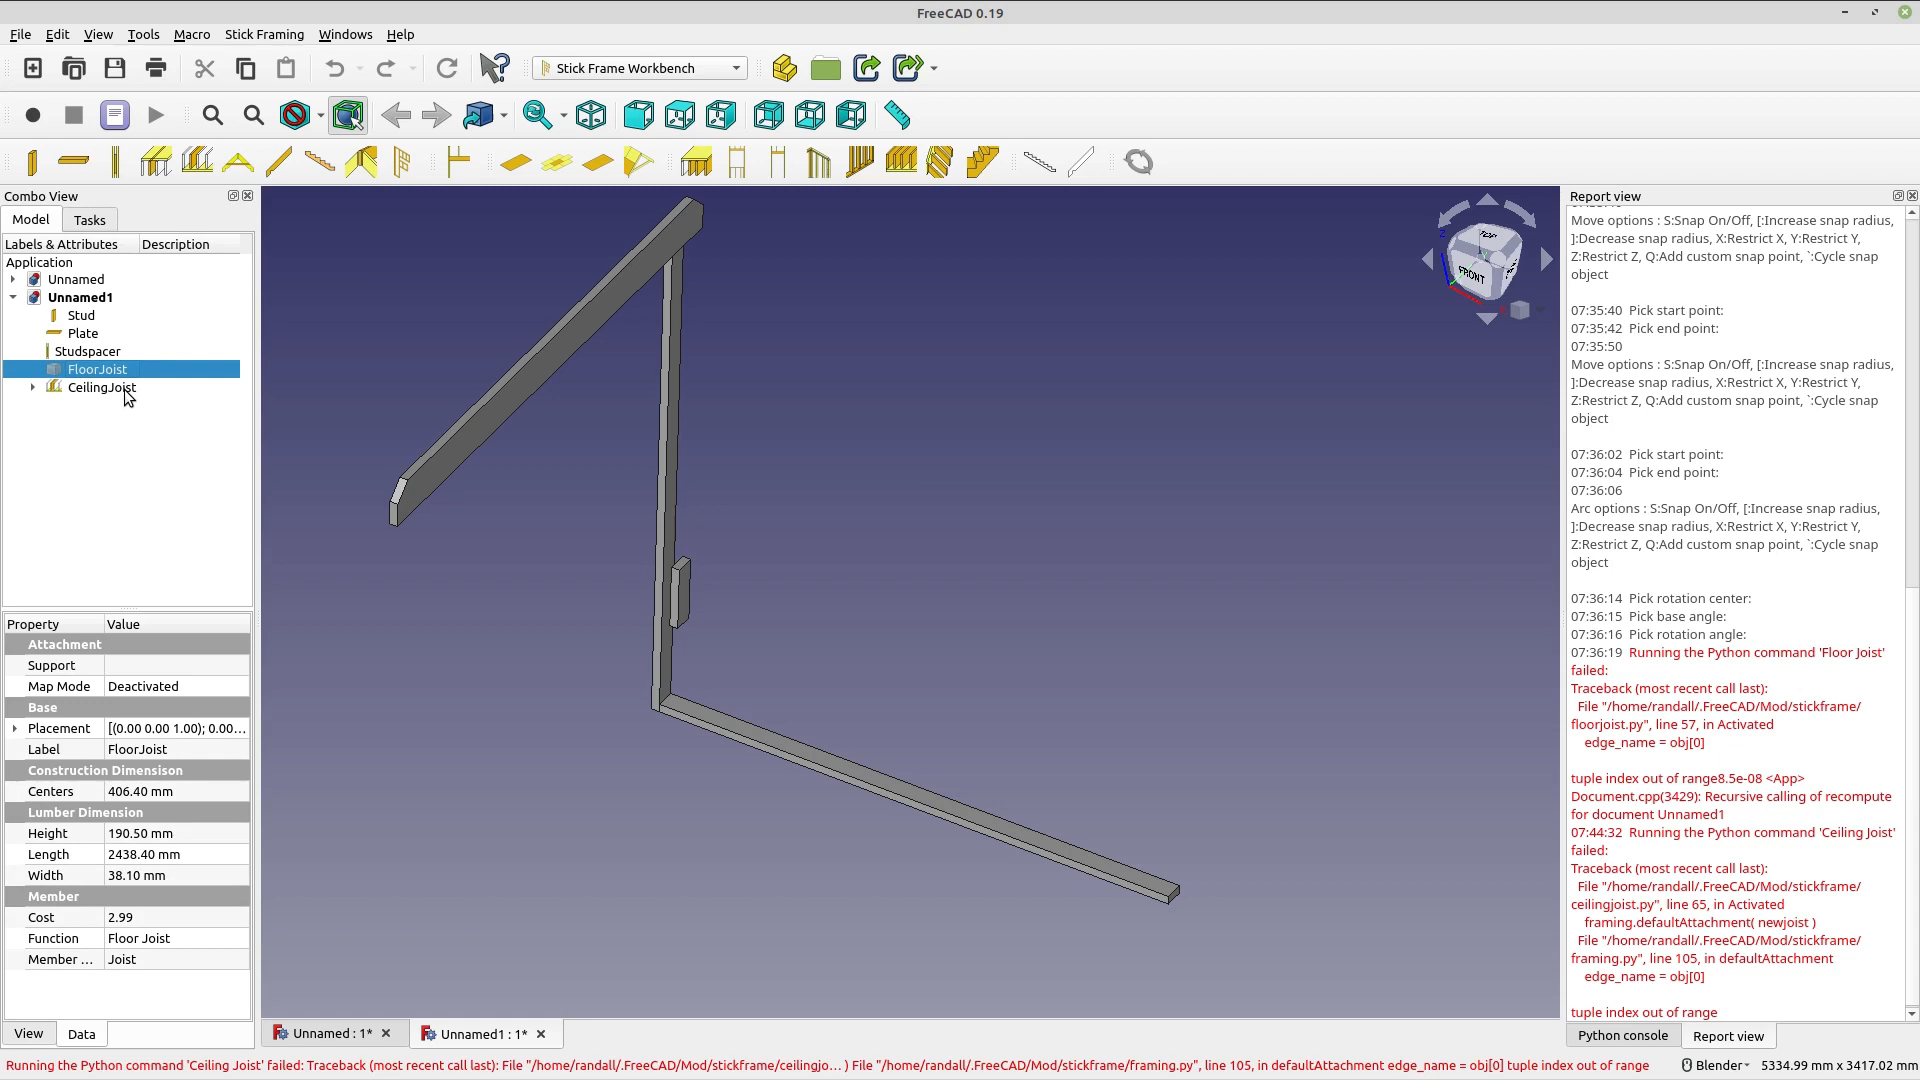 FreeCAD 0.19
File Edit View Tools Macro Stick Framing Windows Help
Stick Frame Workbench
Combo View
Model Tasks
Labels & Attributes Description
Application
Unnamed
Unnamed1
Stud
Plate
Studspacer
FloorJoist
CeilingJoist
Property Value
Attachment
Support
Map Mode Deactivated
Base
Placement [(0.00 0.00 1.00); 0.00...
Label FloorJoist
Construction Dimensison
Centers 406.40 mm
Lumber Dimension
Height 190.50 mm
Length 2438.40 mm
Width 38.10 mm
Member
Cost 2.99
Function Floor Joist
Member ... Joist
View Data
TOP
FRONT
Z
Unnamed : 1*
Unnamed1 : 1*
Report view
Move options : S:Snap On/Off, [:Increase snap radius,
]:Decrease snap radius, X:Restrict X, Y:Restrict Y,
Z:Restrict Z, Q:Add custom snap point, `:Cycle snap
object
07:35:40 Pick start point:
07:35:42 Pick end point:
07:35:50
Move options : S:Snap On/Off, [:Increase snap radius,
]:Decrease snap radius, X:Restrict X, Y:Restrict Y,
Z:Restrict Z, Q:Add custom snap point, `:Cycle snap
object
07:36:02 Pick start point:
07:36:04 Pick end point:
07:36:06
Arc options : S:Snap On/Off, [:Increase snap radius,
]:Decrease snap radius, X:Restrict X, Y:Restrict Y,
Z:Restrict Z, Q:Add custom snap point, `:Cycle snap
object
07:36:14 Pick rotation center:
07:36:15 Pick base angle:
07:36:16 Pick rotation angle:
07:36:19 Running the Python command 'Floor Joist'
failed:
Traceback (most recent call last):
File "/home/randall/.FreeCAD/Mod/stickframe/
floorjoist.py", line 57, in Activated
edge_name = obj[0]
tuple index out of range8.5e-08 <App>
Document.cpp(3429): Recursive calling of recompute
for document Unnamed1
07:44:32 Running the Python command 'Ceiling Joist'
failed:
Traceback (most recent call last):
File "/home/randall/.FreeCAD/Mod/stickframe/
ceilingjoist.py", line 65, in Activated
framing.defaultAttachment( newjoist )
File "/home/randall/.FreeCAD/Mod/stickframe/
framing.py", line 105, in defaultAttachment
edge_name = obj[0]
tuple index out of range
Python console Report view
Running the Python command 'Ceiling Joist' failed: Traceback (most recent call last): File "/home/randall/.FreeCAD/Mod/stickframe/ceilingjo... ) File "/home/randall/.FreeCAD/Mod/stickframe/framing.py", line 105, in defaultAttachment edge_name = obj[0] tuple index out of range
Blender 5334.99 mm x 3417.02 mm